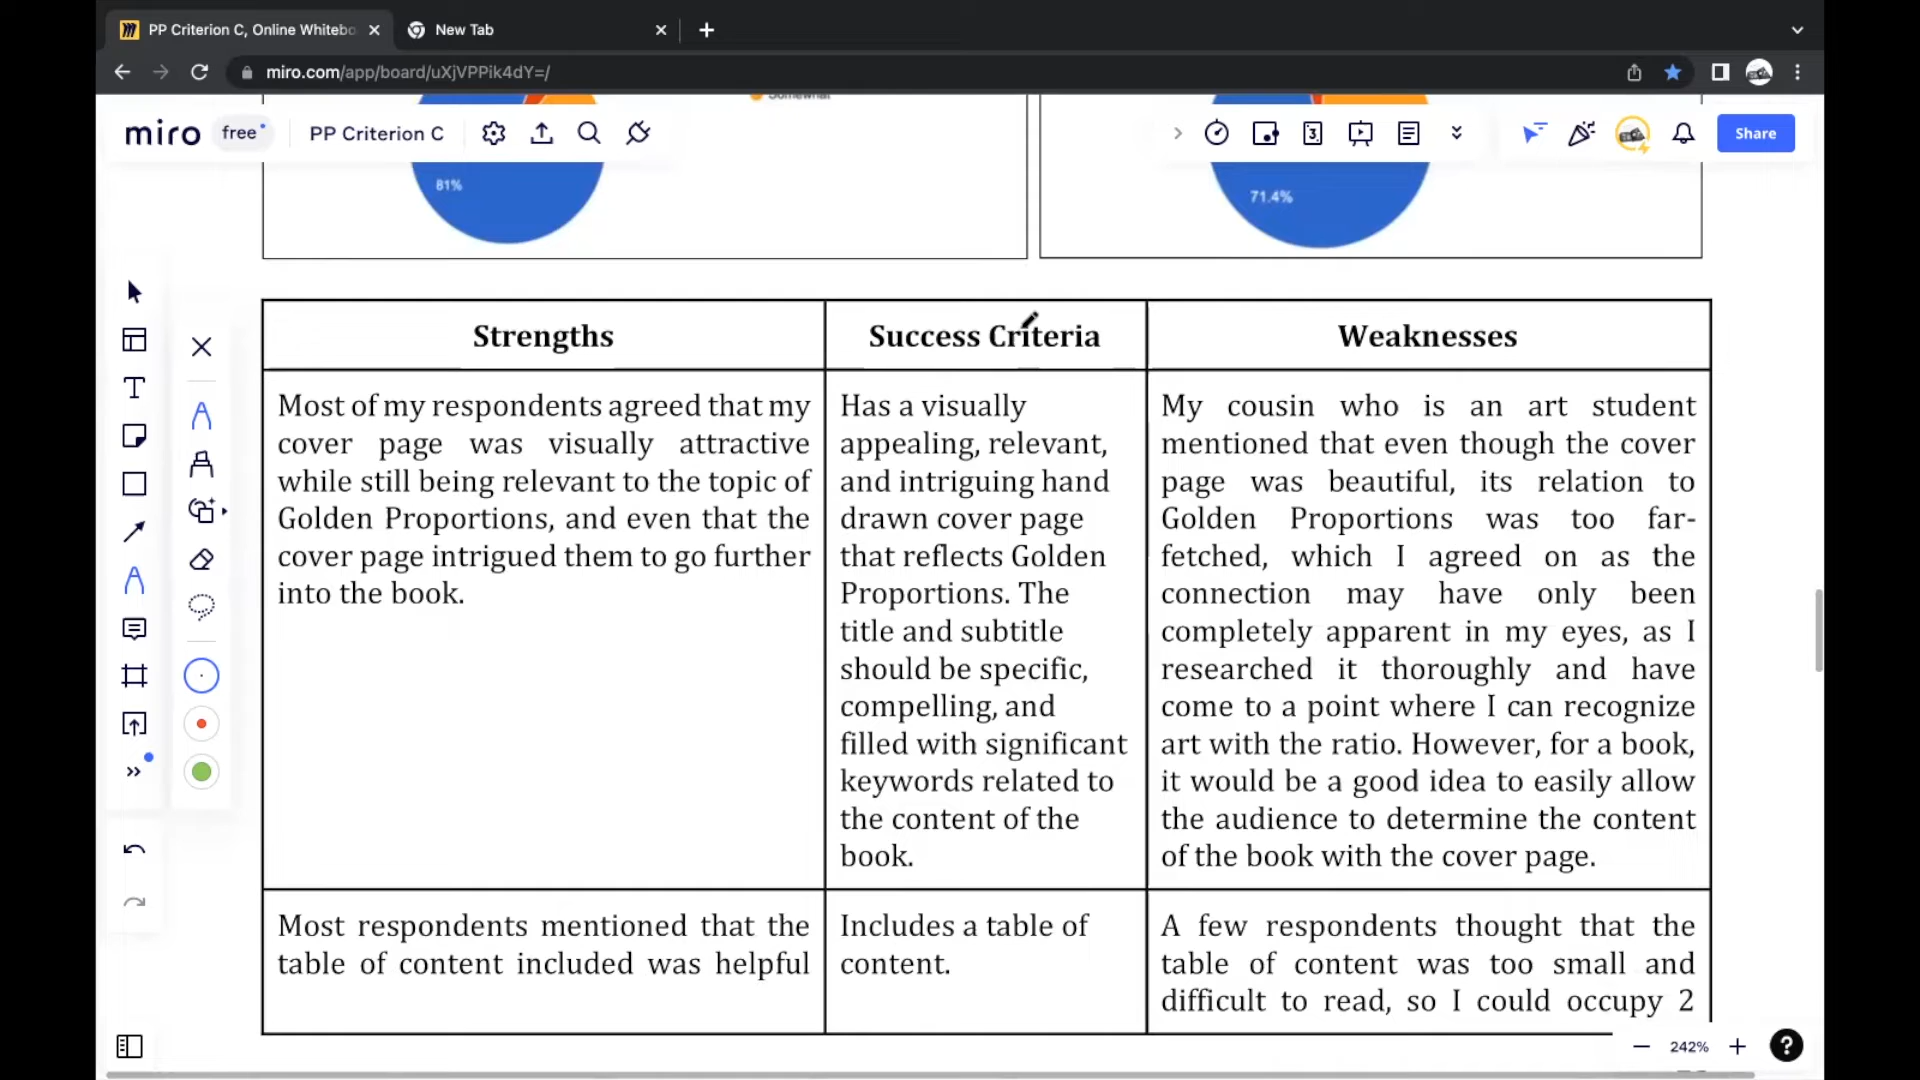 PP Criterion C, Online Whitebo
New Tab
miro.com/app/board/uXjVPPik4dY=/
Somewhat
miro
free
PP Criterion C
3
Share
81%
71.4%
Strengths
Success Criteria
Weaknesses
Most of my respondents agreed that my
cover page was visually attractive
while still being relevant to the topic of
Golden Proportions, and even that the
cover page intrigued them to go further
into the book.
Has a visually
appealing, relevant,
and intriguing hand
drawn cover page
that reflects Golden
Proportions. The
title and subtitle
should be specific,
compelling, and
filled with significant
keywords related to
the content of the
book.
My cousin who is an art student
mentioned that even though the cover
page was beautiful, its relation to
Golden Proportions was too far-
fetched, which I agreed on as the
connection may have only been
completely apparent in my eyes, as I
researched it thoroughly and have
come to a point where I can recognize
art with the ratio. However, for a book,
it would be a good idea to easily allow
the audience to determine the content
of the book with the cover page.
Most respondents mentioned that the
table of content included was helpful
Includes a table of
content.
A few respondents thought that the
table of content was too small and
difficult to read, so I could occupy 2
242%